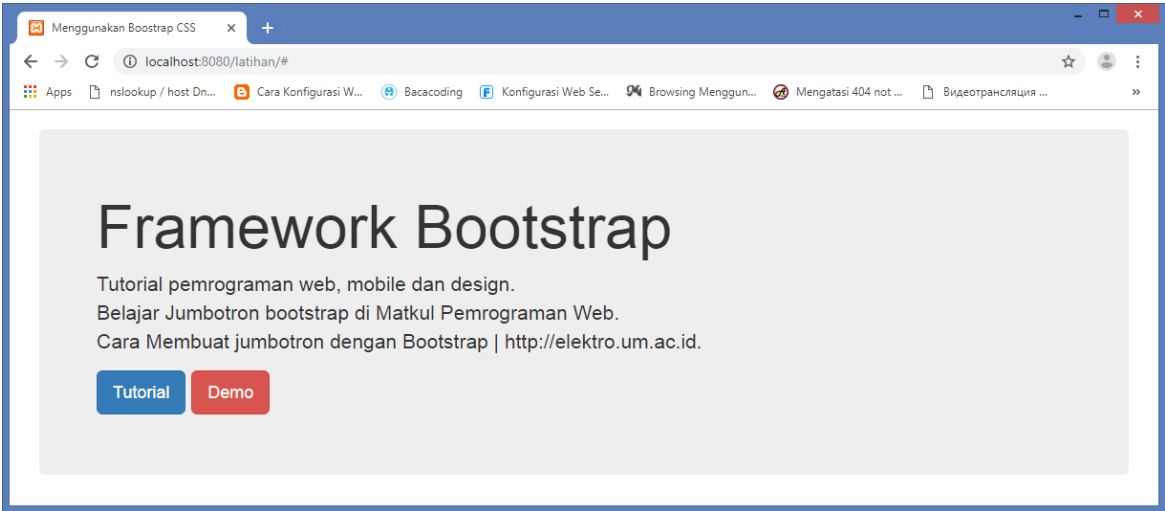 Menggunakan Boostrap CSS
localhost:8080/latihan/#
Apps nslookup / host Dn... Cara Konfigurasi W... Bacacoding Konfigurasi Web Se... Browsing Menggun... Mengatasi 404 not ... Видеотрансляция ... »
Framework Bootstrap
Tutorial pemrograman web, mobile dan design.
Belajar Jumbotron bootstrap di Matkul Pemrograman Web.
Cara Membuat jumbotron dengan Bootstrap | http://elektro.um.ac.id.
Tutorial Demo